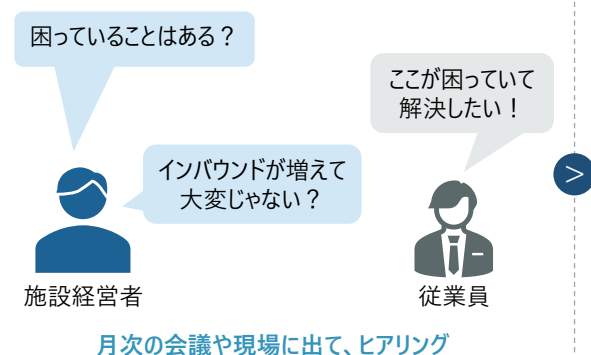 困っていることはある？
ここが困っていて
解決したい！
インバウンドが増えて
大変じゃない？
＞
施設経営者
従業員
月次の会議や現場に出て、ヒアリング